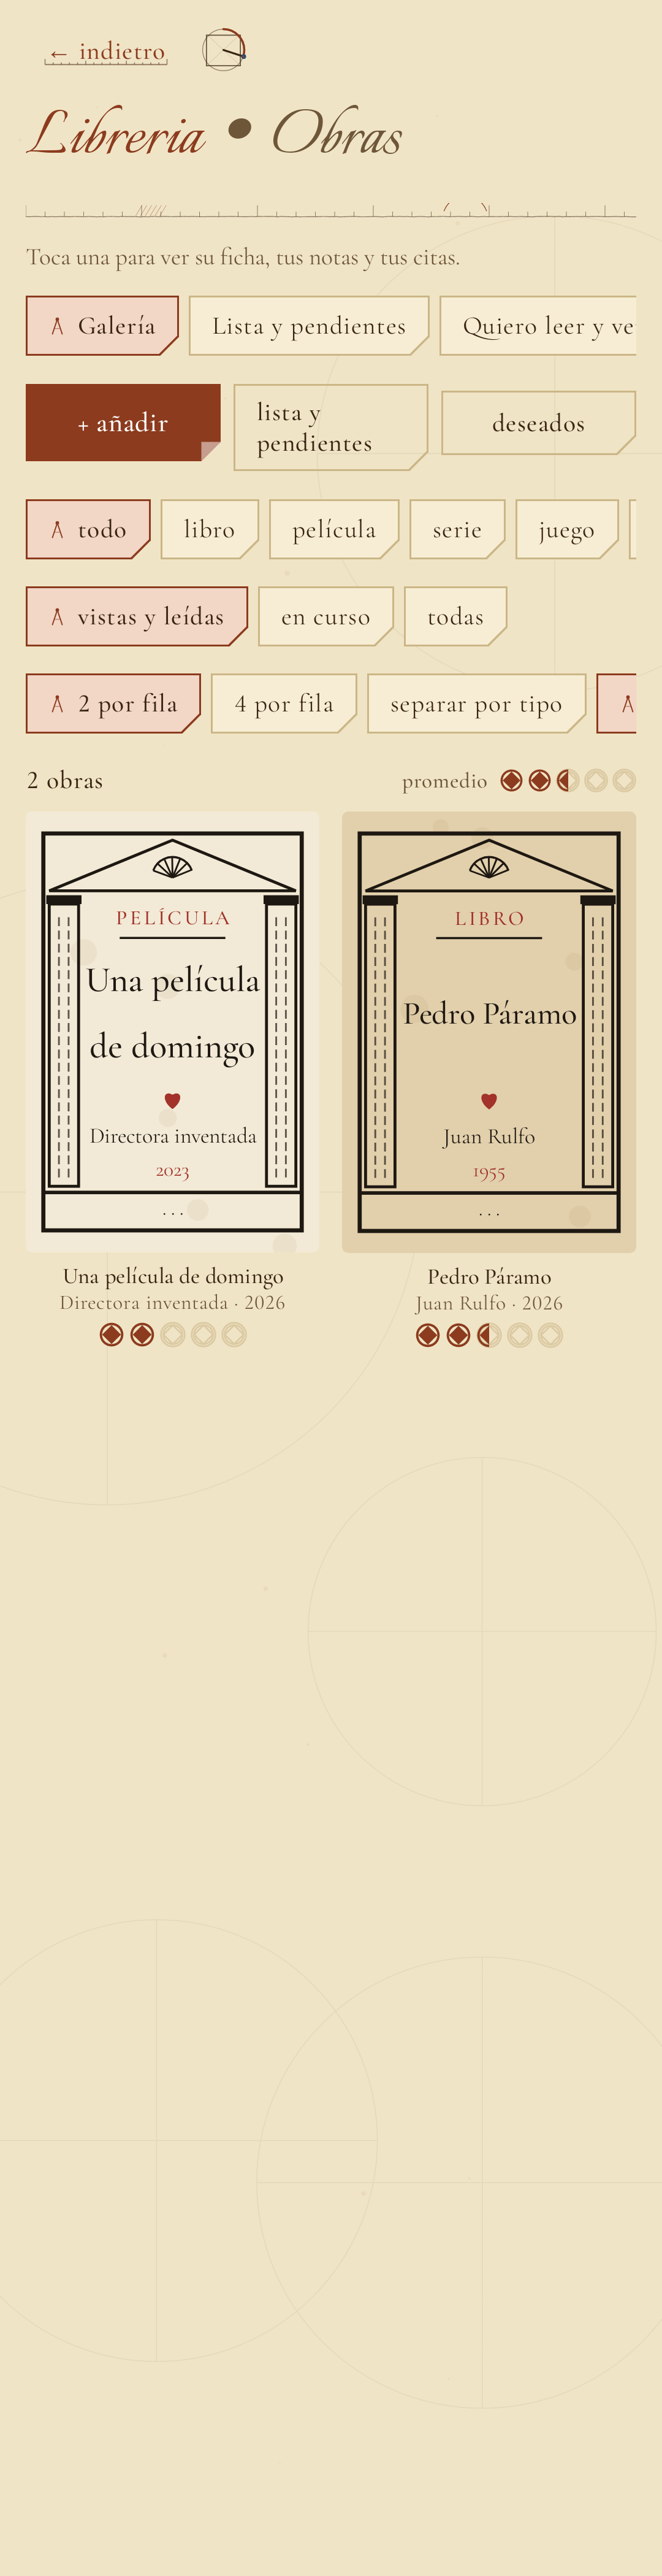 ← indietro
Libreria • Obras
Toca una para ver su ficha, tus notas y tus citas.
Galería Lista y pendientes Quiero leer y ve
+ añadir lista y pendientes deseados
todo libro película serie juego
vistas y leídas en curso todas
2 por fila 4 por fila separar por tipo
2 obras promedio
PELÍCULA
Una película
de domingo
Directora inventada
2023
...
Una película de domingo
Directora inventada · 2026
LIBRO
Pedro Páramo
Juan Rulfo
1955
...
Pedro Páramo
Juan Rulfo · 2026